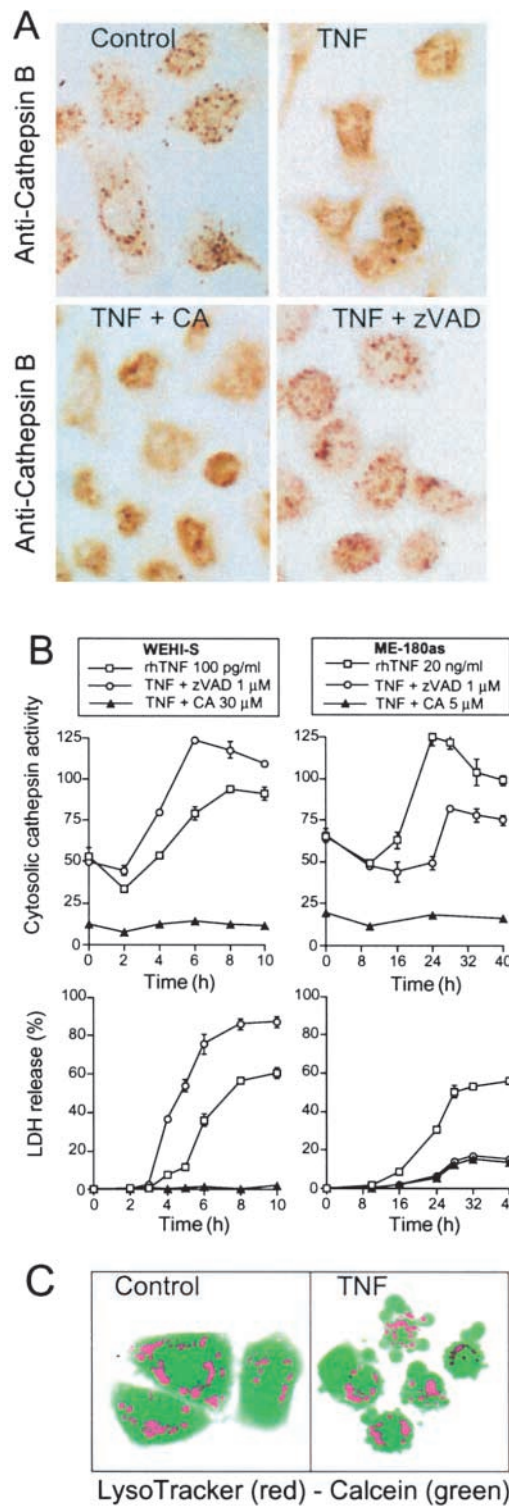 A
Control
TNF
Anti-Cathepsin B
TNF + CA
TNF + zVAD
Anti-Cathepsin B
B
WEHI-S
rhTNF 100 pg/ml
TNF + zVAD 1 μM
TNF + CA 30 μM
ME-180as
rhTNF 20 ng/ml
TNF + zVAD 1 μM
TNF + CA 5 μM
Cytosolic cathepsin activity
125
100
75
50
25
0
0 2 4 6 8 10
Time (h)
125
100
75
50
25
0
0 8 16 24 32 40
Time (h)
LDH release (%)
100
80
60
40
20
0
0 2 4 6 8 10
Time (h)
100
80
60
40
20
0
0 8 16 24 32 40
Time (h)
C
Control
TNF
LysoTracker (red) - Calcein (green)